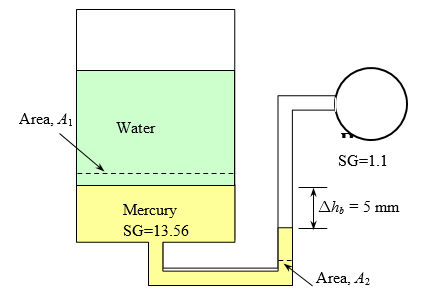 Area, A₁
Water
SG=1.1
Mercury
SG=13.56
Δhb = 5 mm
Area, A₂